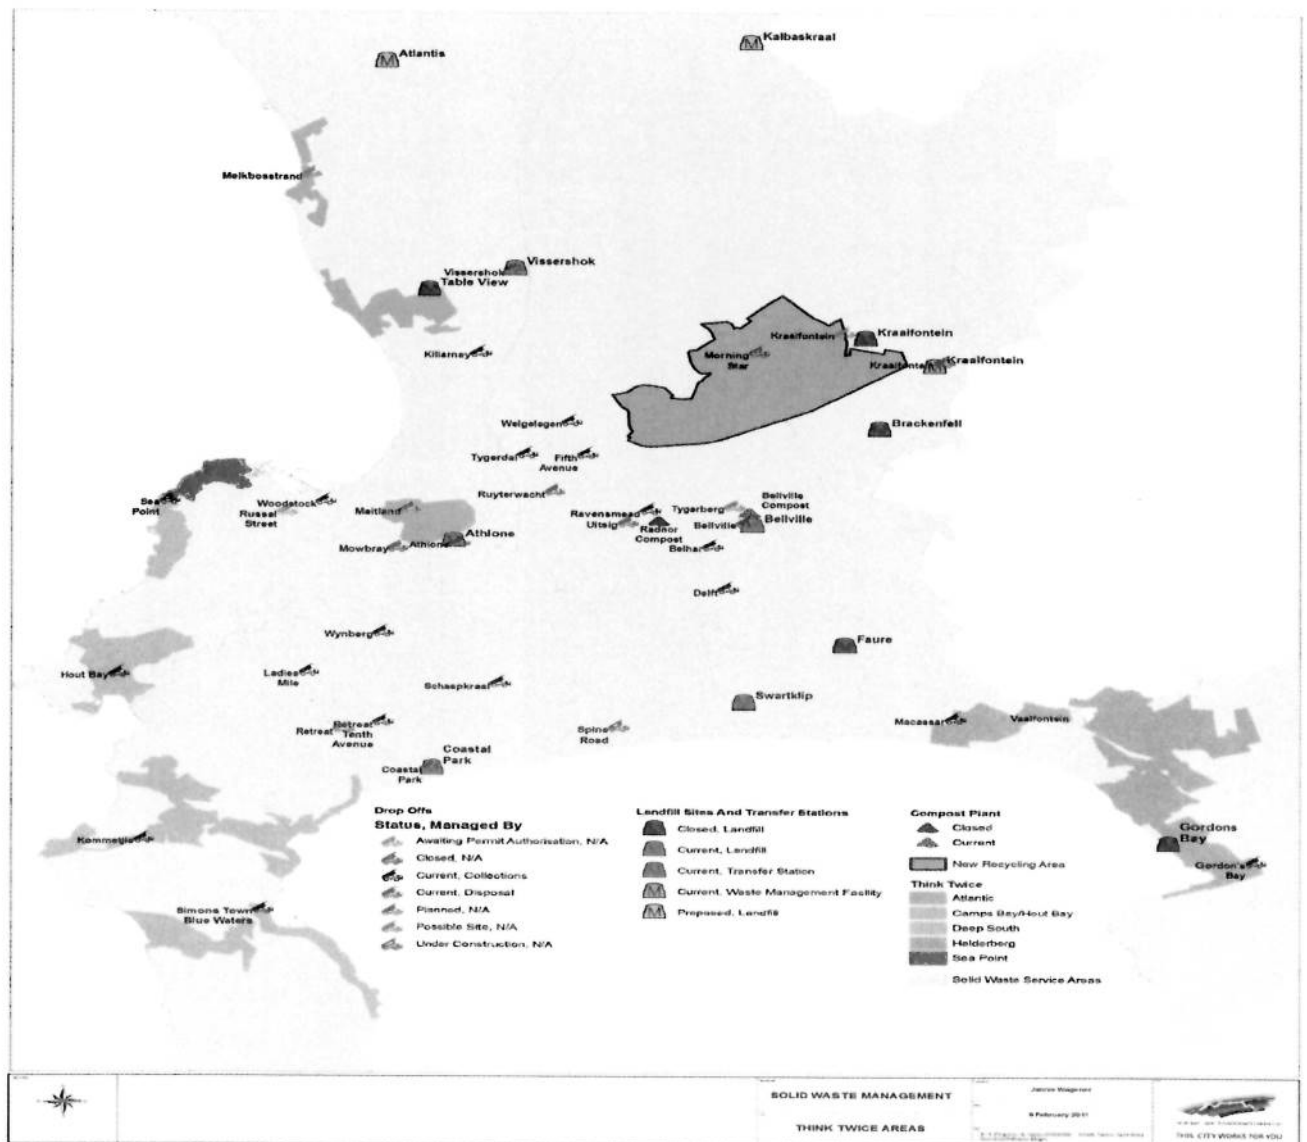 Atlantis
Kalbaskraal
Melkbosstrand
Vissershok
Vissershok
Table View
Killarney
Kraaifontein
Kraaifontein
Morning
Star
Kraaifontein
Brackenfell
Welgelegen
Tygerdal
Fifth
Avenue
Ruyterwacht
Sea
Point
Woodstock
Russal
Street
Maitland
Ravensmead
Uitsig
Tygerberg
Bellville
Compost
Bellville
Bellville
Radnor
Compost
Athlone
Athlone
Mowbray
Belhar
Delft
Wynberg
Faure
Hout Bay
Ladies
Mile
Schaapkraal
Swartklip
Macassar
Vaalfontein
Retreat
Retreat
Tenth
Avenue
Spine
Road
Coastal
Park
Coastal
Park
Kommetjie
Gordons
Bay
Gordon's
Bay
Simons Town
Blue Waters
Drop Offs
Status, Managed By
Awaiting Permit Authorisation, N/A
Closed, N/A
Current, Collections
Current, Disposal
Planned, N/A
Possible Site, N/A
Under Construction, N/A
Landfill Sites And Transfer Stations
Closed, Landfill
Current, Landfill
Current, Transfer Station
Current, Waste Management Facility
Proposed, Landfill
Compost Plant
Closed
Current
New Recycling Area
Think Twice
Atlantic
Camps Bay/Hout Bay
Deep South
Helderberg
Sea Point
Solid Waste Service Areas
SOLID WASTE MANAGEMENT
THINK TWICE AREAS
9 February 2011
THIS CITY WORKS FOR YOU